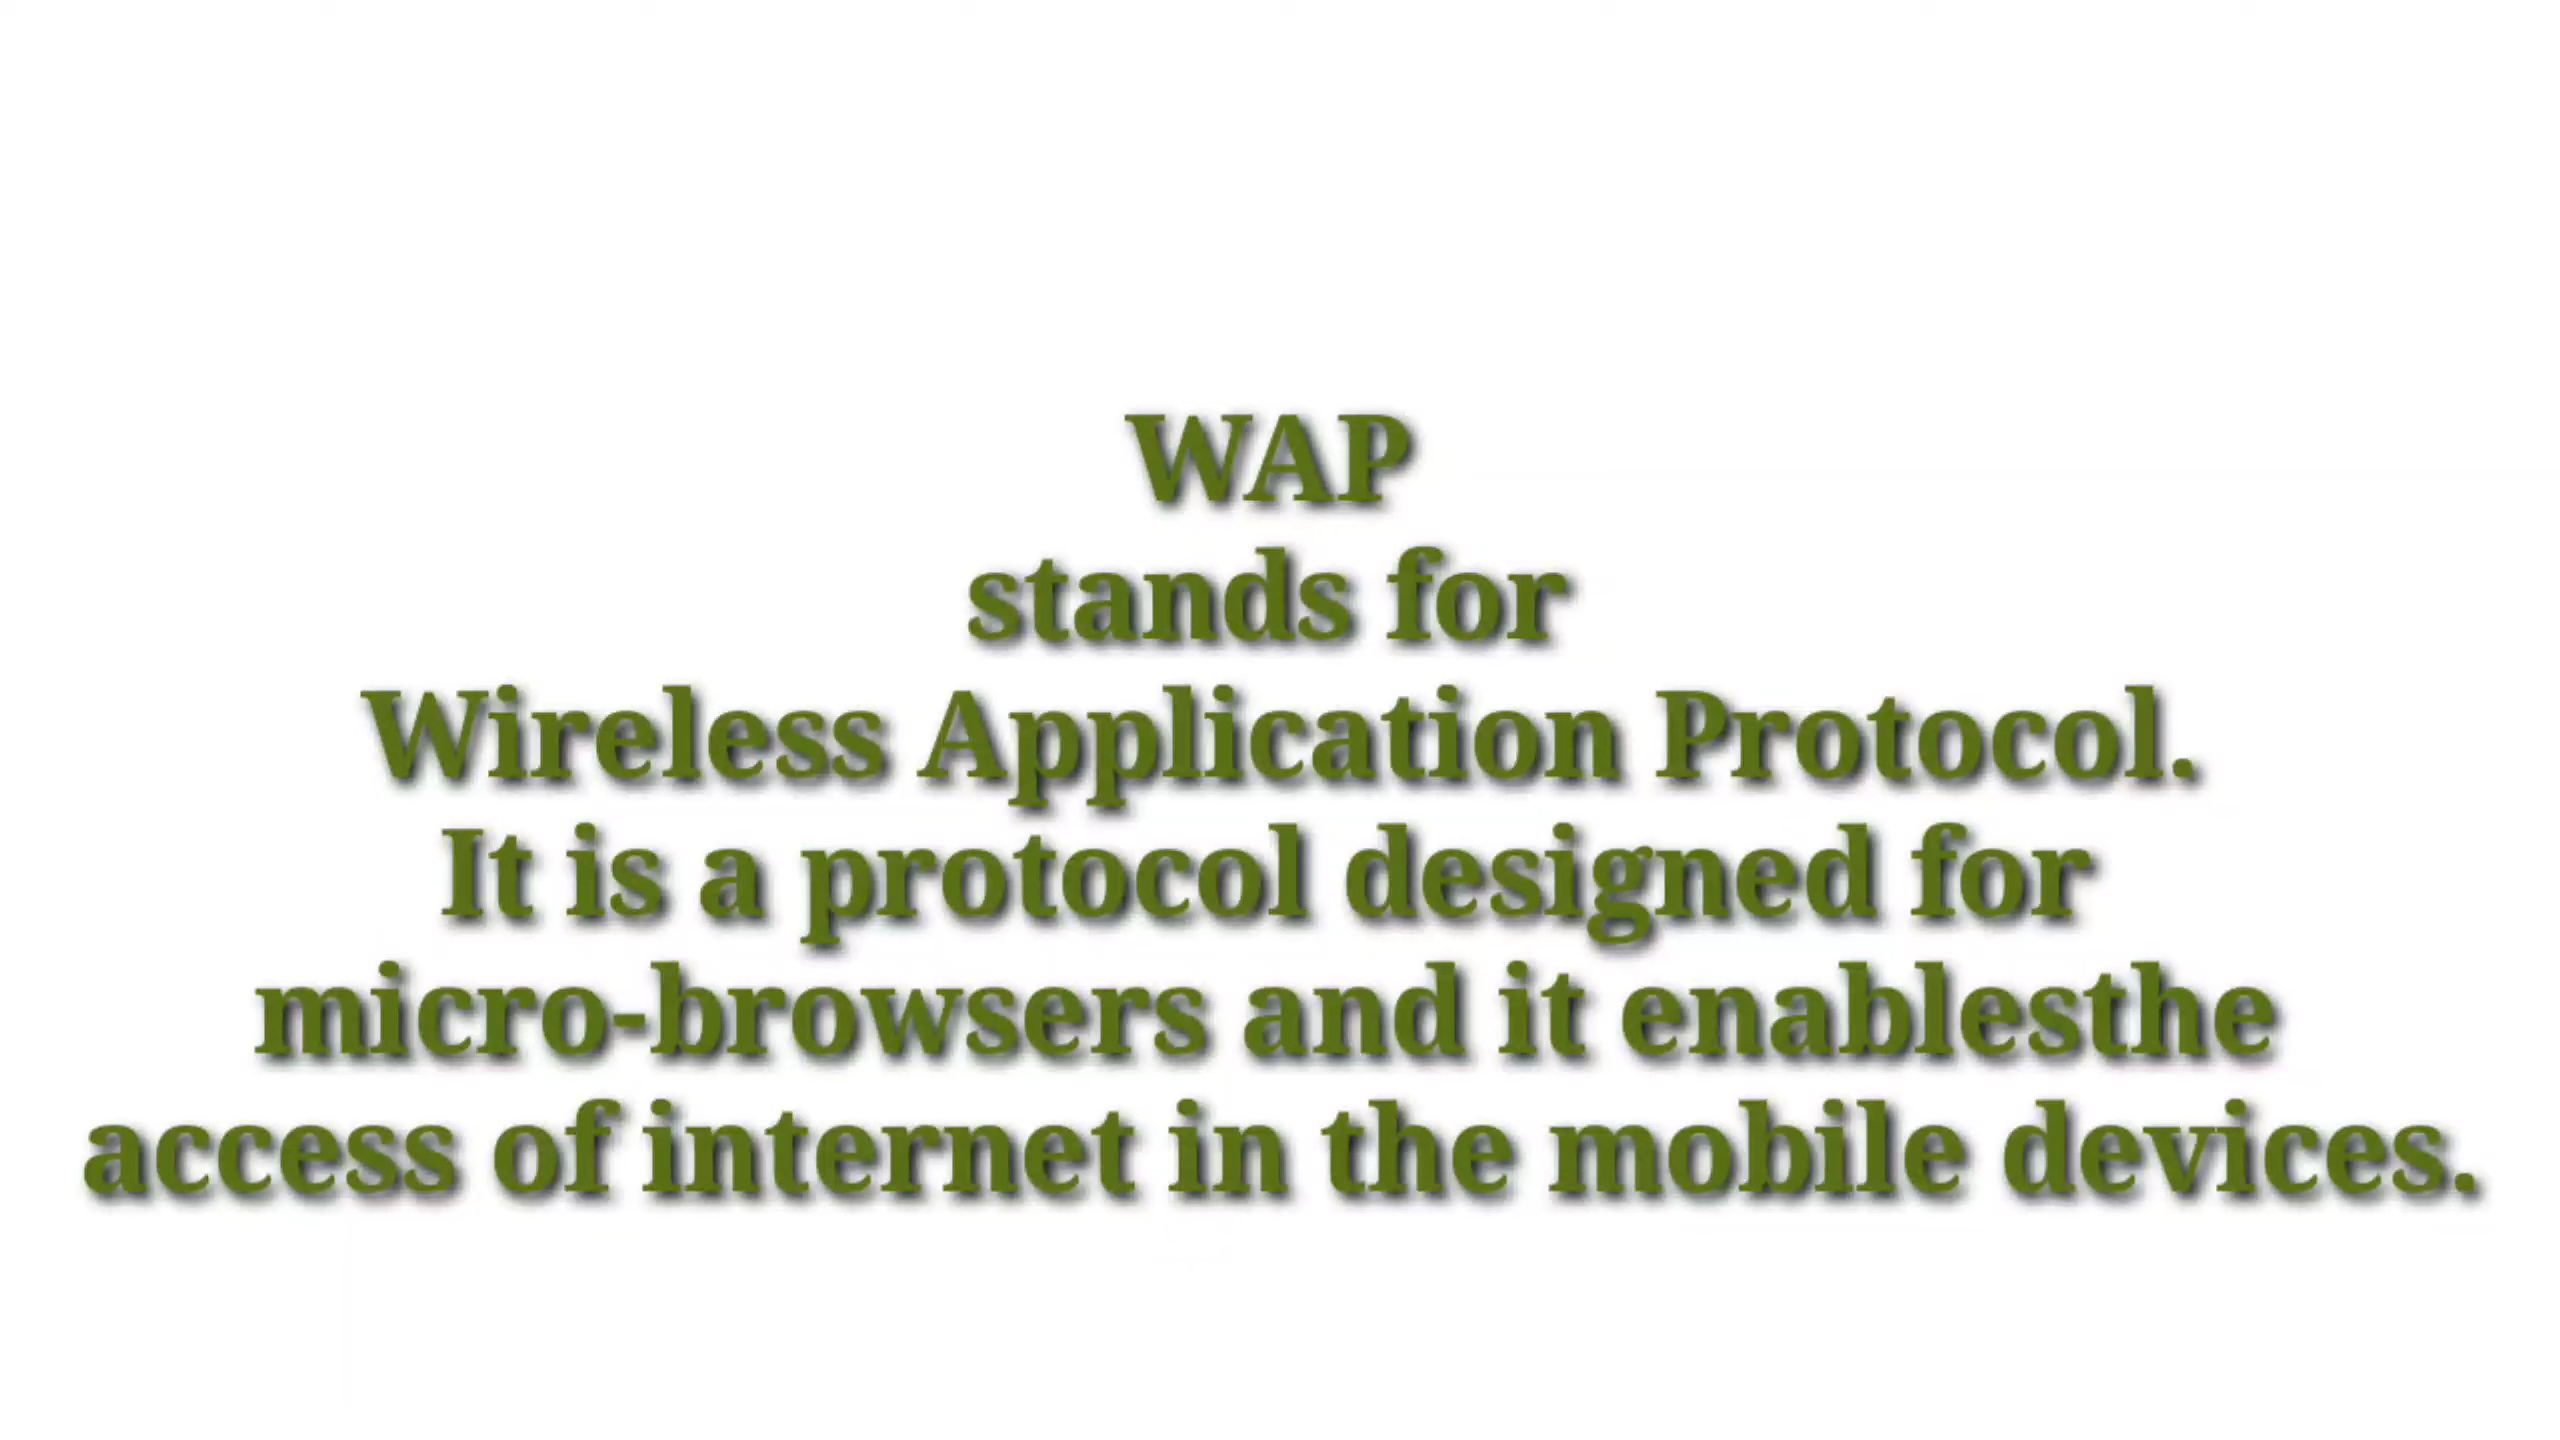 WAP
stands for
Wireless Application Protocol.
It is a protocol designed for
micro-browsers and it enablesthe
access of internet in the mobile devices.